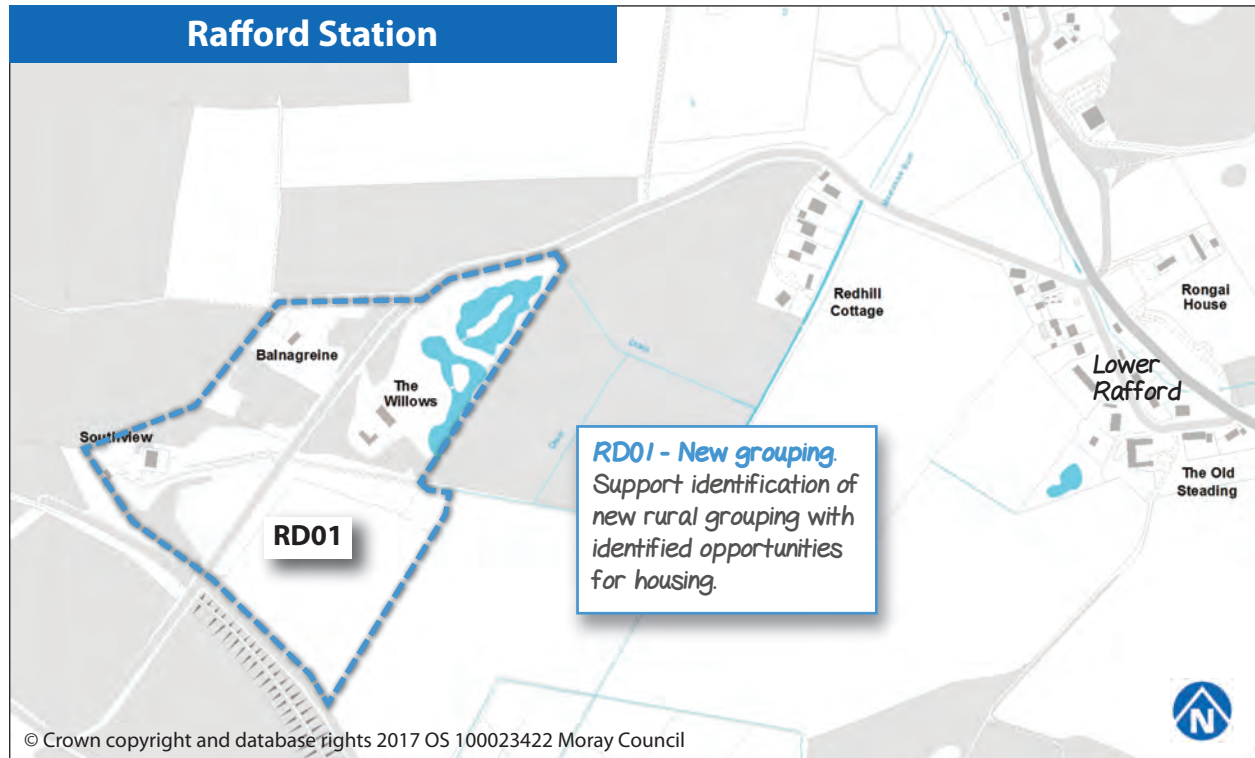 Rafford Station
Rongai
House
Redhill
Cottage
Balnagreine
The
Willows
Lower
Rafford
Southview
Drain
Drain
RD01 - New grouping.
Support identification of
new rural grouping with
identified opportunities
for housing.
The Old
Steading
RD01
N
© Crown copyright and database rights 2017 OS 100023422 Moray Council